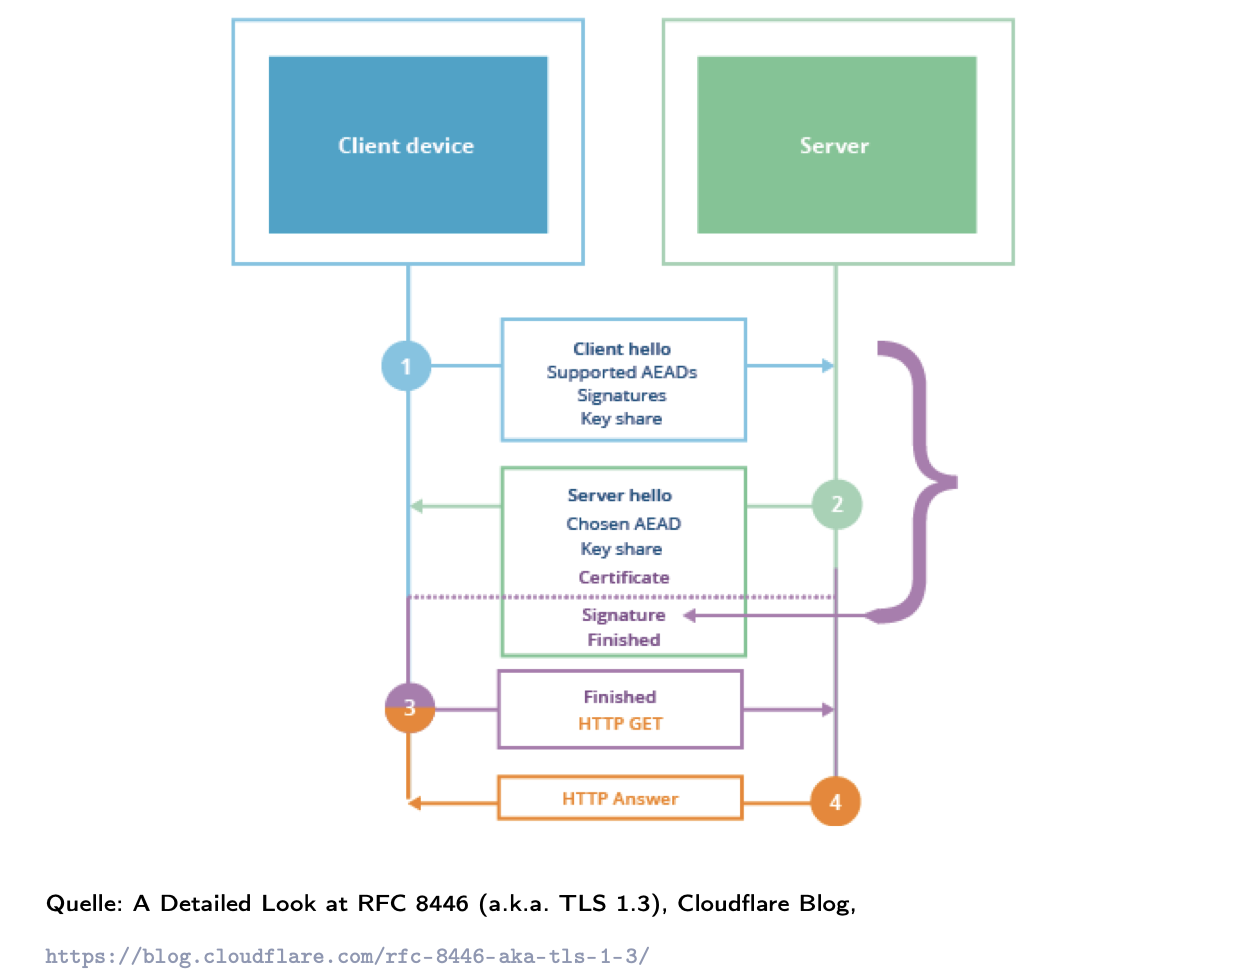 Client device
Server
1
Client hello
Supported AEADs
Signatures
Key share
2
Server hello
Chosen AEAD
Key share
Certificate
Signature
Finished
3
Finished
HTTP GET
HTTP Answer
4
Quelle: A Detailed Look at RFC 8446 (a.k.a. TLS 1.3), Cloudflare Blog,
https://blog.cloudflare.com/rfc-8446-aka-tls-1-3/